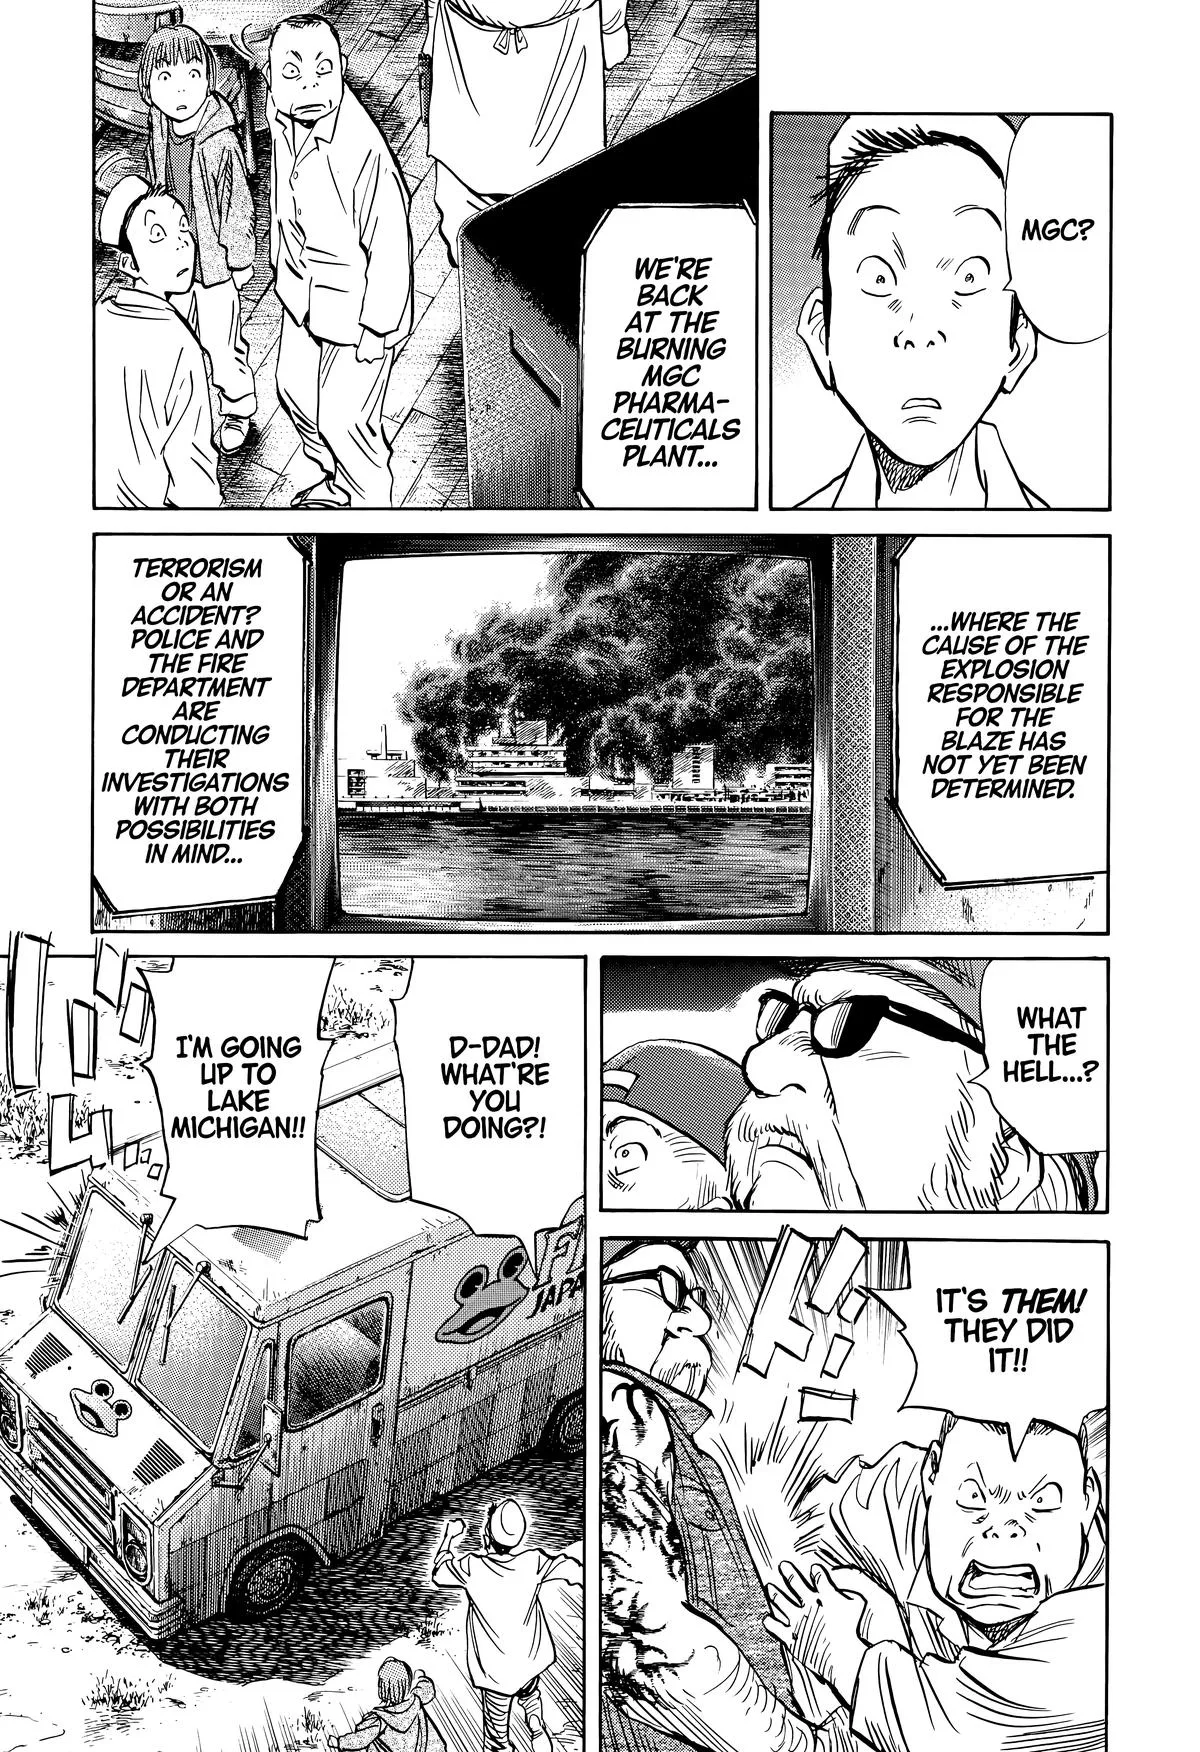 MGC?
WE'RE
BACK
AT THE
BURNING
MGC
PHARMA-
CEUTICALS
PLANT...
...WHERE THE
CAUSE OF THE
EXPLOSION
RESPONSIBLE
FOR THE
BLAZE HAS
NOT YET BEEN
DETERMINED.
TERRORISM
OR AN
ACCIDENT?
POLICE AND
THE FIRE
DEPARTMENT
ARE
CONDUCTING
THEIR
INVESTIGATIONS
WITH BOTH
POSSIBILITIES
IN MIND...
WHAT
THE
HELL...?
IT'S THEM!
THEY DID
IT!!
D-DAD!
WHAT'RE
YOU
DOING?!
I'M GOING
UP TO
LAKE
MICHIGAN!!
JAPA